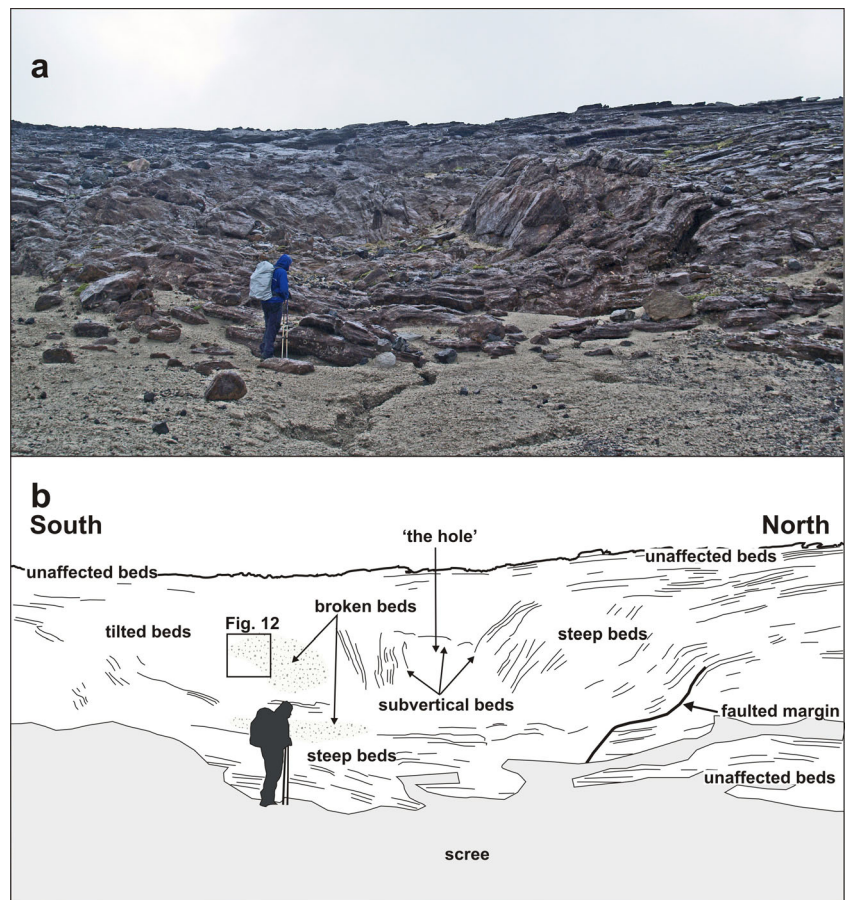 a
b
South
North
'the hole'
unaffected beds
unaffected beds
broken beds
Fig. 12
tilted beds
steep beds
subvertical beds
faulted margin
steep beds
unaffected beds
scree